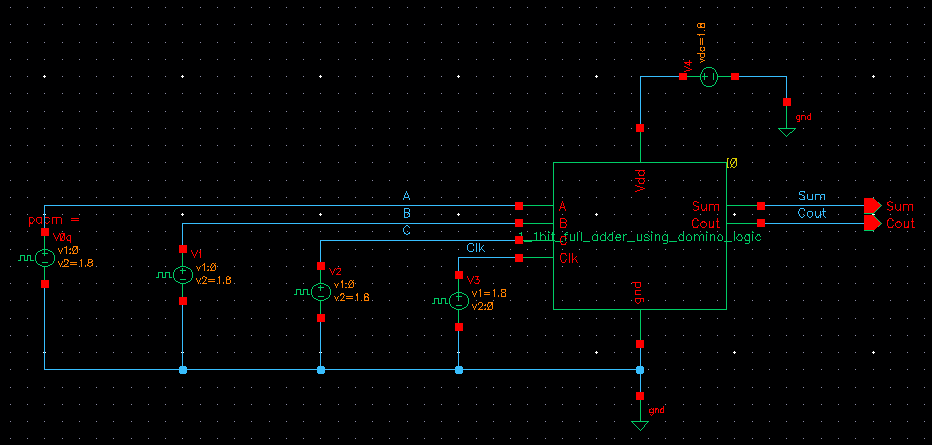 vdc=1.8
V4
gnd
I0
Vdd
A
B
C
Clk
A
B
Clk
Sum
Cout
Sum
Cout
Sum
Cout
1_1bit_full_adder_using_domino_logic
pacm =
v1:0
v2=1.8
V1
v1:0
v2=1.8
V2
v1:0
v2=1.8
V3
v1=1.8
v2:0
gnd
gnd